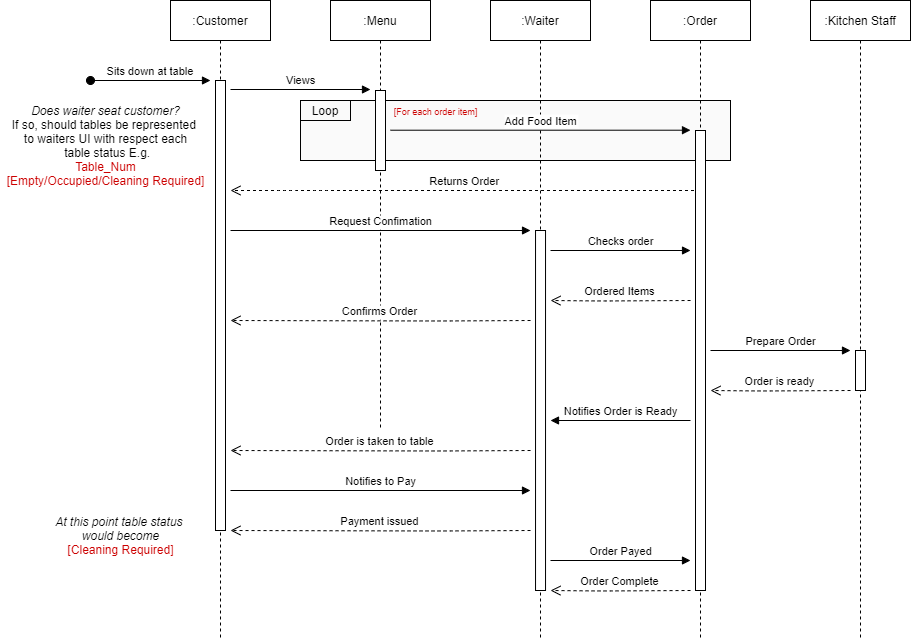 :Customer
:Menu
:Waiter
:Order
:Kitchen Staff
Sits down at table
Views
Does waiter seat customer?
If so, should tables be represented
to waiters UI with respect each
table status E.g.
Table_Num
[Empty/Occupied/Cleaning Required]
Loop
[For each order item]
Add Food Item
Returns Order
Request Confimation
Checks order
Ordered Items
Confirms Order
Prepare Order
Order is ready
Notifies Order is Ready
Order is taken to table
Notifies to Pay
At this point table status
would become
[Cleaning Required]
Payment issued
Order Payed
Order Complete